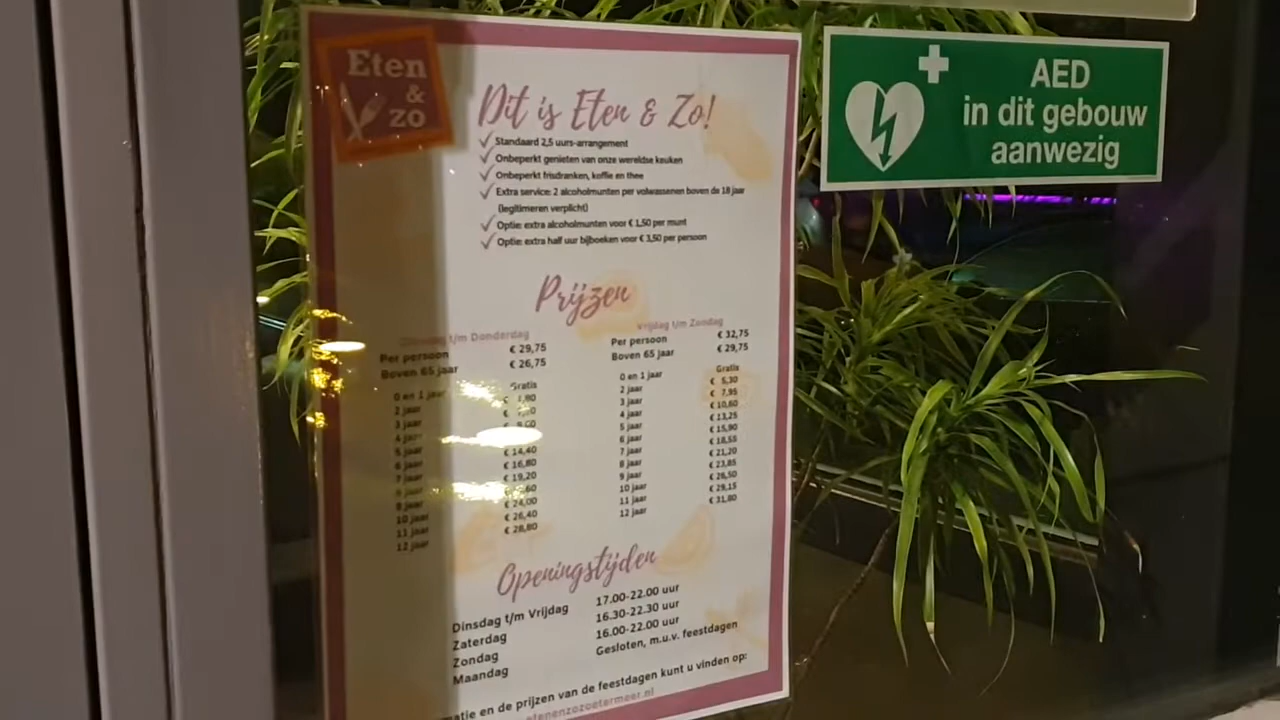 Eten
&
zo
Dit is Eten & Zo!
Standaard 2,5 uurs-arrangement
Onbeperkt genieten van onze wereldse keuken
Onbeperkt frisdranken, koffie en thee
Extra service: 2 alcoholmunten per volwassenen boven de 18 jaar
(legitimeren verplicht)
Optie: extra alcoholmunten voor € 1,50 per munt
Optie: extra half uur bijboeken voor € 3,50 per persoon
Prijzen
t/m Donderdag
Per persoon € 29,75
Boven 65 jaar € 26,75
0 en 1 jaar Gratis
2 jaar
3 jaar
4 jaar
5 jaar € 14,40
6 jaar € 16,80
7 jaar € 19,20
9 jaar € 24,00
10 jaar € 26,40
11 jaar € 28,80
12 jaar
Vrijdag t/m Zondag
Per persoon € 32,75
Boven 65 jaar € 29,75
0 en 1 jaar Gratis
2 jaar € 5,30
3 jaar € 7,95
4 jaar € 10,60
5 jaar € 13,25
6 jaar € 15,90
7 jaar € 18,55
8 jaar € 21,20
9 jaar € 23,85
10 jaar € 26,50
11 jaar € 29,15
12 jaar € 31,80
Openingstijden
Dinsdag t/m Vrijdag 17.00-22.00 uur
Zaterdag 16.30-22.30 uur
Zondag 16.00-22.00 uur
Maandag Gesloten, m.u.v. feestdagen
en de prijzen van de feestdagen kunt u vinden op:
etenenzozoetermeer.nl
AED
in dit gebouw
aanwezig